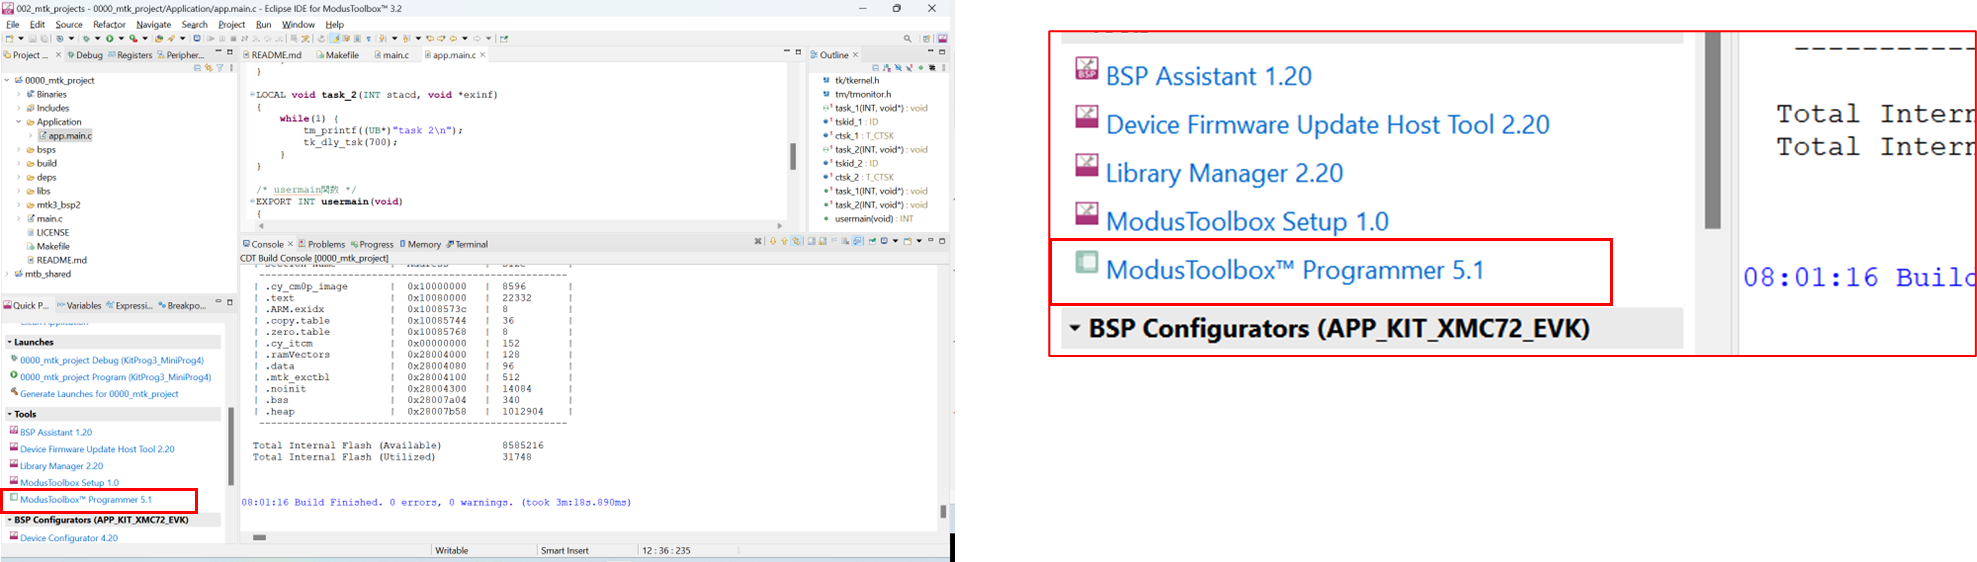 002_mtk_projects - 0000_mtk_project/Application/app.main.c - Eclipse IDE for ModusToolbox™ 3.2
File Edit Source Refactor Navigate Search Project Run Window Help
Project ... Debug Registers Peripher...
0000_mtk_project
Binaries
Includes
Application
app.main.c
bsps
build
deps
libs
mtk3_bsp2
main.c
LICENSE
Makefile
README.md
mtb_shared
README.md Makefile main.c app.main.c
}
LOCAL void task_2(INT stacd, void *exinf)
{
while(1) {
tm_printf((UB*)"task 2\n");
tk_dly_tsk(700);
}
}
/* usermain関数 */
EXPORT INT usermain(void)
{
Outline
tk/tkernel.h
tm/tmonitor.h
task_1(INT, void*) : void
tskid_1 : ID
ctsk_1 : T_CTSK
task_2(INT, void*) : void
tskid_2 : ID
ctsk_2 : T_CTSK
task_1(INT, void*) : void
task_2(INT, void*) : void
usermain(void) : INT
Quick P... Variables Expressi... Breakpo...
Clean Application
Launches
0000_mtk_project Debug (KitProg3_MiniProg4)
0000_mtk_project Program (KitProg3_MiniProg4)
Generate Launches for 0000_mtk_project
Tools
BSP Assistant 1.20
Device Firmware Update Host Tool 2.20
Library Manager 2.20
ModusToolbox Setup 1.0
ModusToolbox™ Programmer 5.1
BSP Configurators (APP_KIT_XMC72_EVK)
Device Configurator 4.20
Console Problems Progress Memory Terminal
CDT Build Console [0000_mtk_project]
| Section Name | Address | Size |
---------------------------------------------------
| .cy_cm0p_image | 0x10000000 | 8596 |
| .text | 0x10080000 | 22332 |
| .ARM.exidx | 0x1008573c | 8 |
| .copy.table | 0x10085744 | 36 |
| .zero.table | 0x10085768 | 8 |
| .cy_itcm | 0x00000000 | 152 |
| .ramVectors | 0x28004000 | 128 |
| .data | 0x28004080 | 96 |
| .mtk_exctbl | 0x28004100 | 512 |
| .noinit | 0x28004300 | 14084 |
| .bss | 0x28007a04 | 340 |
| .heap | 0x28007b58 | 1012904 |
---------------------------------------------------
Total Internal Flash (Available) 8585216
Total Internal Flash (Utilized) 31748
08:01:16 Build Finished. 0 errors, 0 warnings. (took 3m:18s.890ms)
Writable Smart Insert 12 : 36 : 235
BSP Assistant 1.20
Device Firmware Update Host Tool 2.20
Library Manager 2.20
ModusToolbox Setup 1.0
ModusToolbox™ Programmer 5.1
BSP Configurators (APP_KIT_XMC72_EVK)
-----------
Total Intern
Total Intern
08:01:16 Build